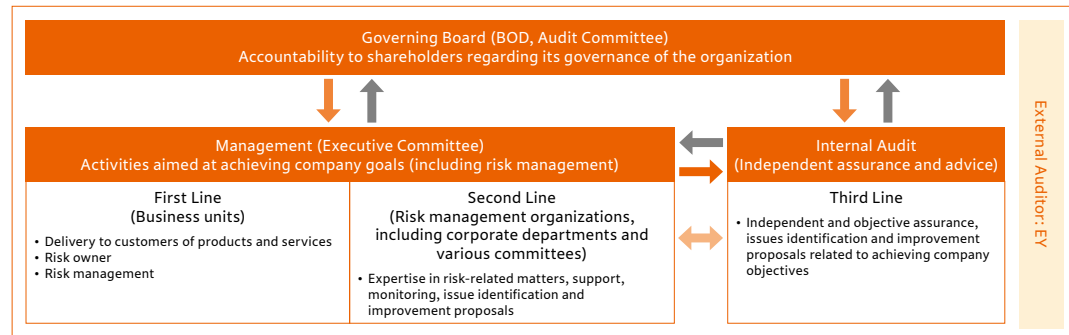 Governing Board (BOD, Audit Committee)
Accountability to shareholders regarding its governance of the organization
Management (Executive Committee)
Activities aimed at achieving company goals (including risk management)
Internal Audit
(Independent assurance and advice)
First Line
(Business units)
• Delivery to customers of products and services
• Risk owner
• Risk management
Second Line
(Risk management organizations,
including corporate departments and
various committees)
• Expertise in risk-related matters, support,
monitoring, issue identification and
improvement proposals
Third Line
• Independent and objective assurance,
issues identification and improvement
proposals related to achieving company
objectives
External Auditor: EY